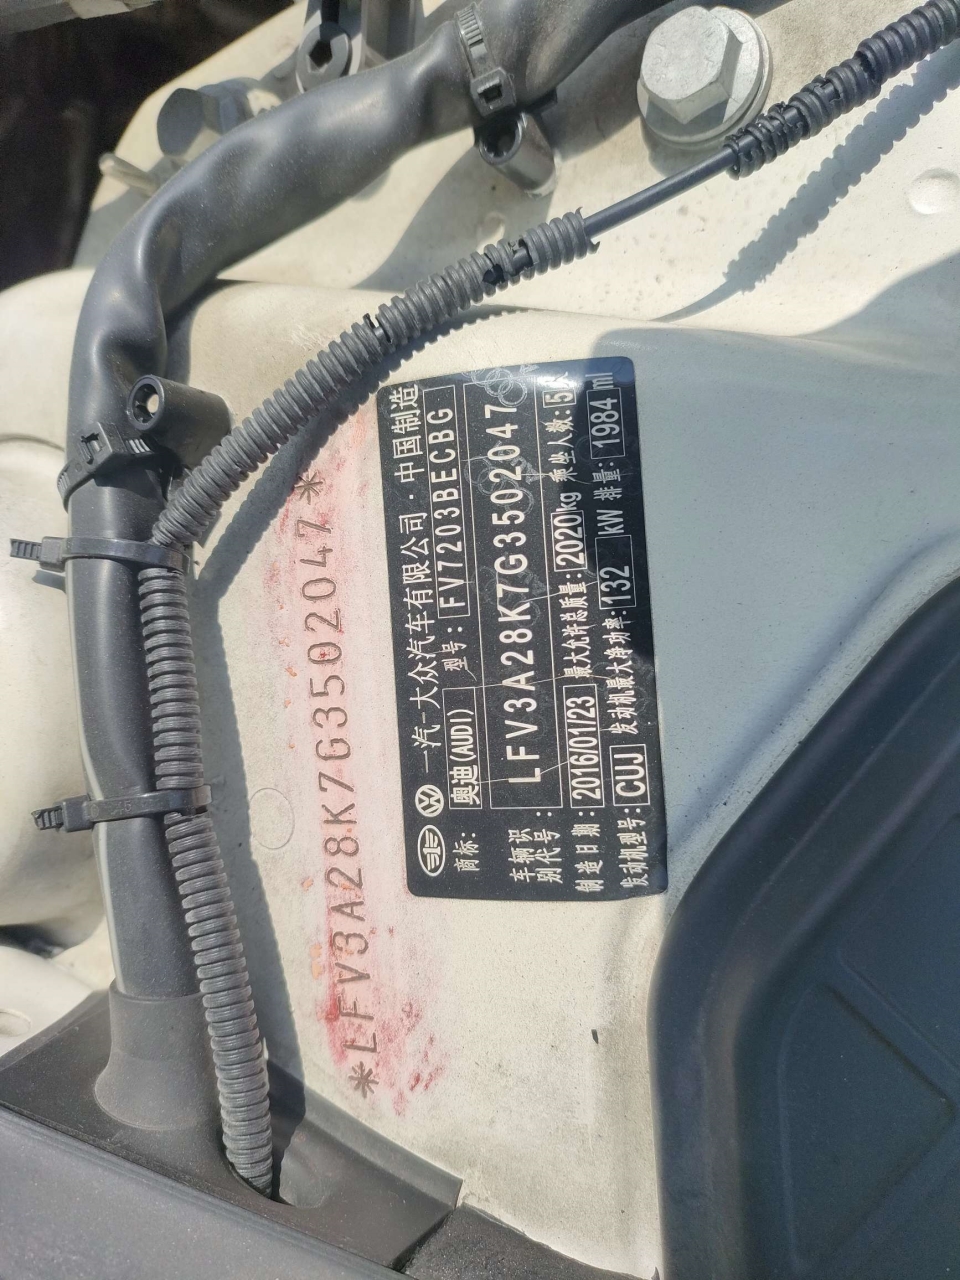 *LFV3A28K7G3502047*
一汽-大众汽车有限公司·中国制造
商标: 奥迪(AUDI) 型号: FV7203BECBG
车辆识别代号: LFV3A28K7G3502047
制造日期: 2016/01/23 最大允许总质量: 2020kg 乘坐人数: 5人
发动机型号: CUJ 发动机最大净功率: 132 kW 排量: 1984 ml